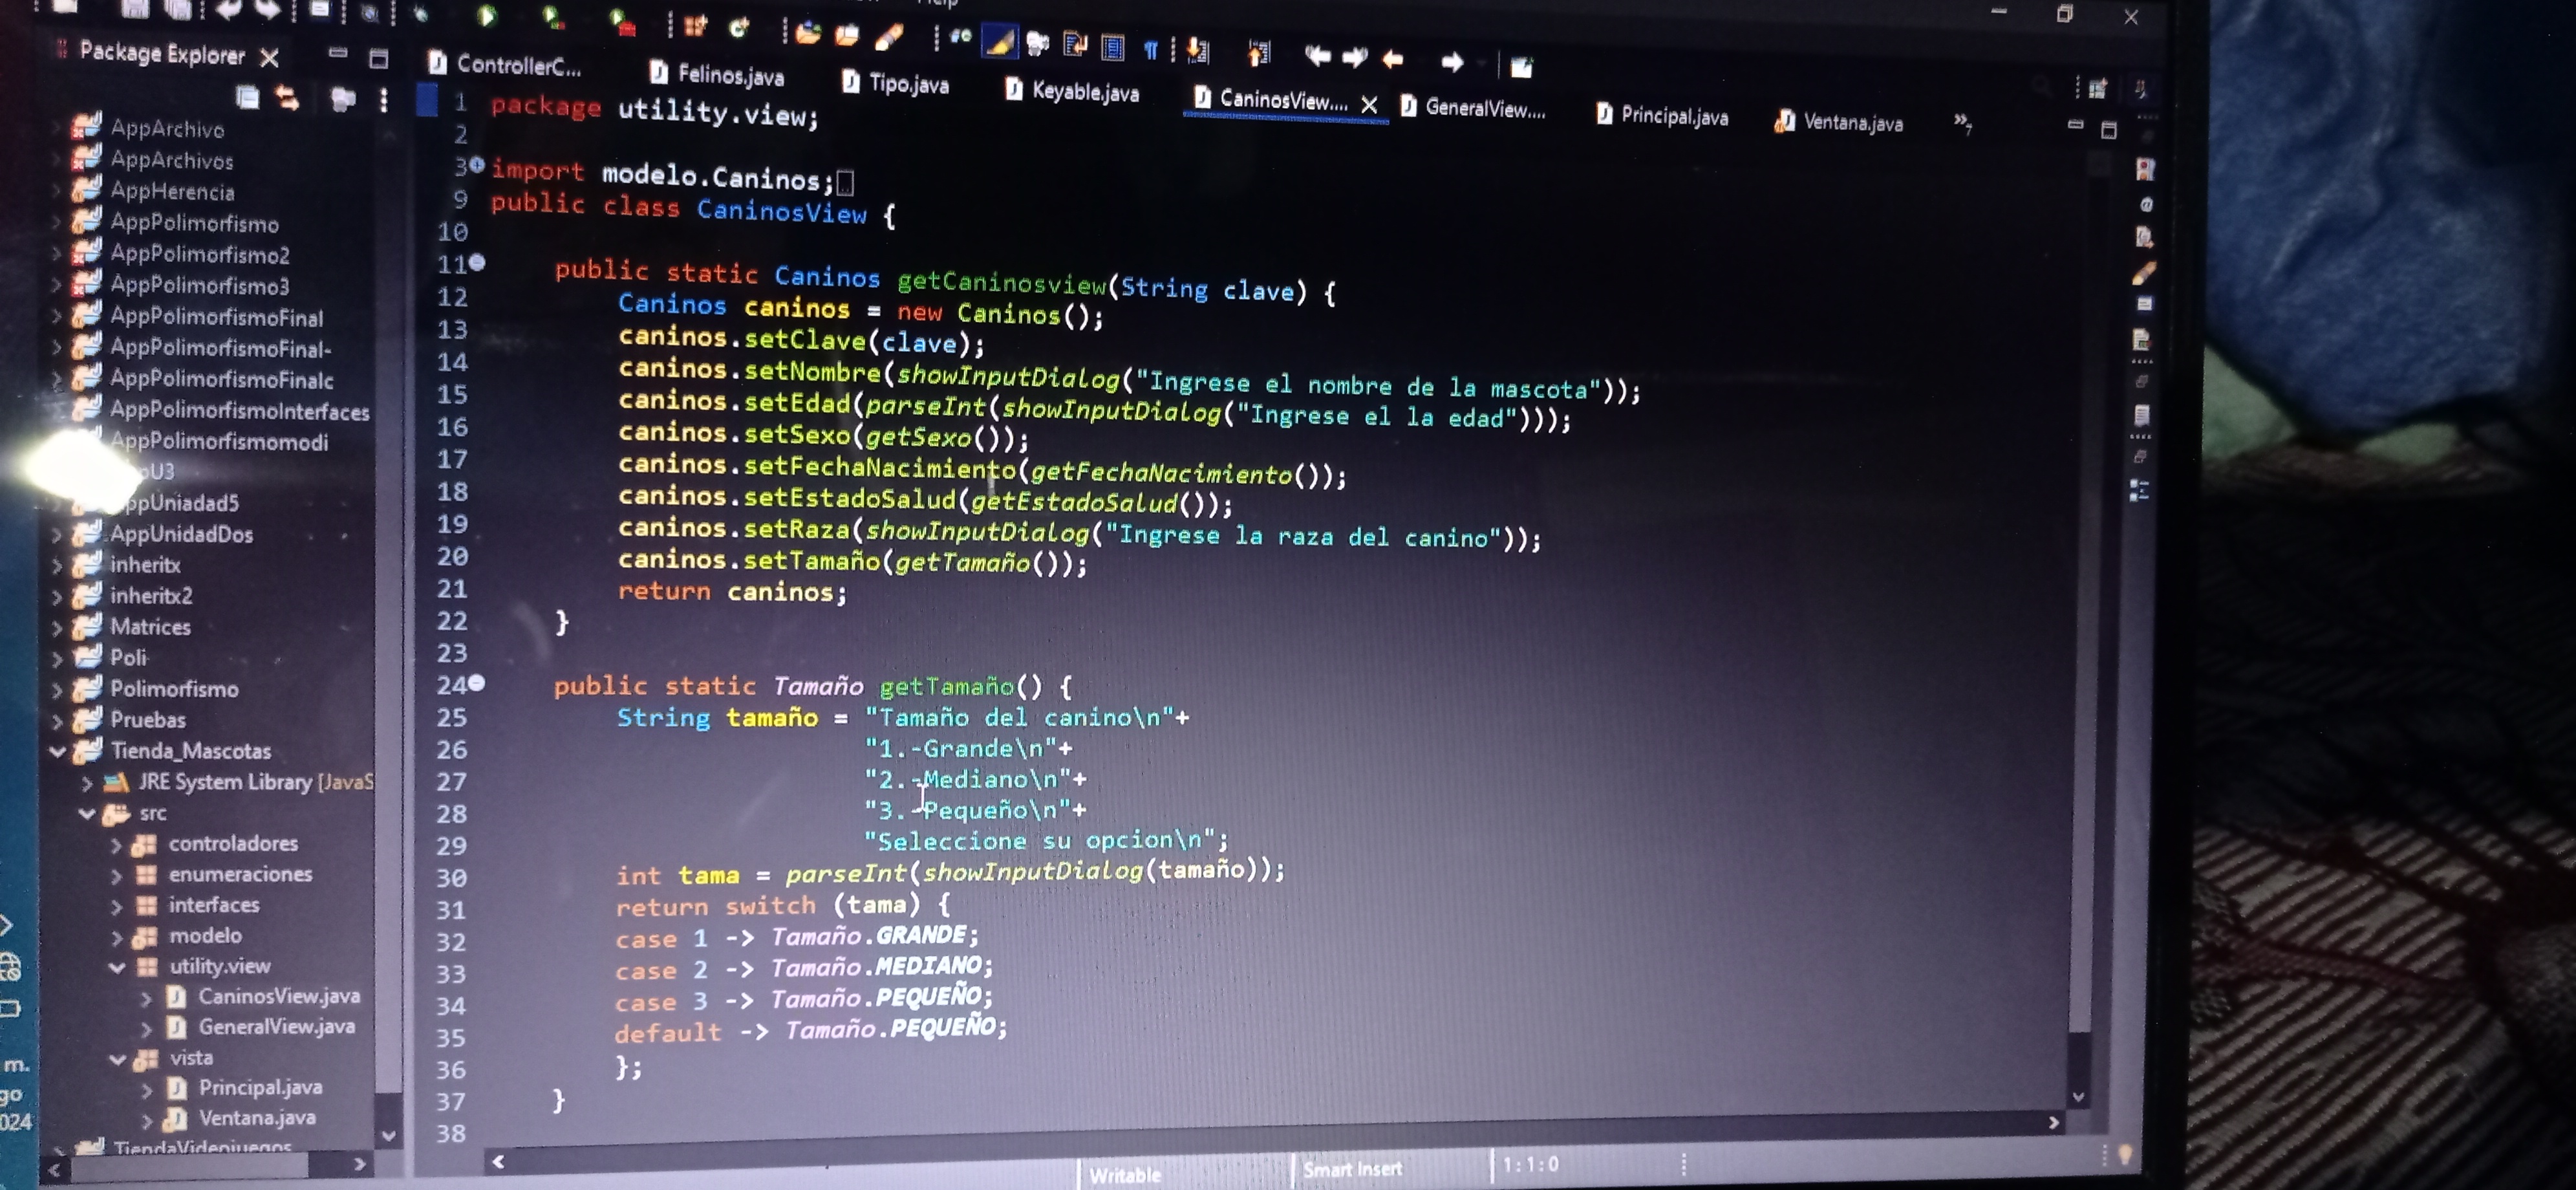 Help
Package Explorer
ControllerC...
Felinos.java
Tipo.java
Keyable.java
CaninosView....
GeneralView....
Principal.java
Ventana.java
»7
AppArchivo
AppArchivos
AppHerencia
AppPolimorfismo
AppPolimorfismo2
AppPolimorfismo3
AppPolimorfismoFinal
AppPolimorfismoFinal-
AppPolimorfismoFinalc
AppPolimorfismoInterfaces
AppPolimorfismomodi
pU3
ppUniadad5
AppUnidadDos
inheritx
inheritx2
Matrices
Poli
Polimorfismo
Pruebas
Tienda_Mascotas
JRE System Library [JavaS
src
controladores
enumeraciones
interfaces
modelo
utility.view
CaninosView.java
GeneralView.java
vista
Principal.java
Ventana.java
TiendaVideojuegos
m.
go
024
1 package utility.view;
2
3 import modelo.Caninos;
9 public class CaninosView {
10
11 public static Caninos getCaninosview(String clave) {
12 Caninos caninos = new Caninos();
13 caninos.setClave(clave);
14 caninos.setNombre(showInputDialog("Ingrese el nombre de la mascota"));
15 caninos.setEdad(parseInt(showInputDialog("Ingrese el la edad")));
16 caninos.setSexo(getSexo());
17 caninos.setFechaNacimiento(getFechaNacimiento());
18 caninos.setEstadoSalud(getEstadoSalud());
19 caninos.setRaza(showInputDialog("Ingrese la raza del canino"));
20 caninos.setTamaño(getTamaño());
21 return caninos;
22 }
23
24 public static Tamaño getTamaño() {
25 String tamaño = "Tamaño del canino\n"+
26 "1.-Grande\n"+
27 "2.-Mediano\n"+
28 "3.-Pequeño\n"+
29 "Seleccione su opcion\n";
30 int tama = parseInt(showInputDialog(tamaño));
31 return switch (tama) {
32 case 1 -> Tamaño.GRANDE;
33 case 2 -> Tamaño.MEDIANO;
34 case 3 -> Tamaño.PEQUEÑO;
35 default -> Tamaño.PEQUEÑO;
36 };
37 }
38
Writable
Smart Insert
1:1:0